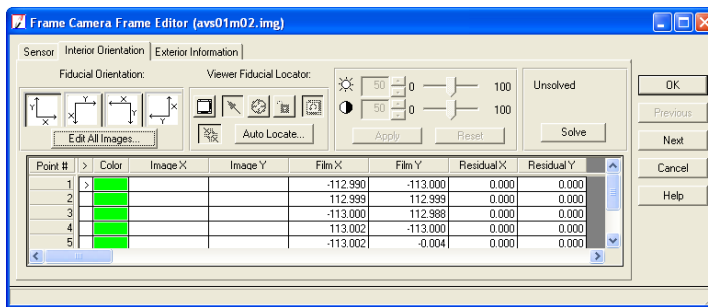 Frame Camera Frame Editor (avs01m02.img)
Sensor Interior Orientation Exterior Information
Fiducial Orientation: Viewer Fiducial Locator:
Y X X Y Y X X Y
Edit All Images... Auto Locate...
50 0 100
50 0 100
Apply Reset
Unsolved
Solve
OK
Previous
Next
Cancel
Help
Point # > Color Image X Image Y Film X Film Y Residual X Residual Y
1 > -112.990 -113.000 0.000 0.000
2 112.999 112.999 0.000 0.000
3 -113.000 112.988 0.000 0.000
4 113.002 -113.000 0.000 0.000
5 -113.002 -0.004 0.000 0.000